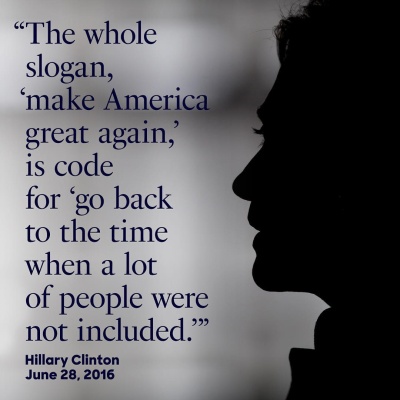 “The whole
slogan,
‘make America
great again,’
is code
for ‘go back
to the time
when a lot
of people were
not included.’”
Hillary Clinton
June 28, 2016